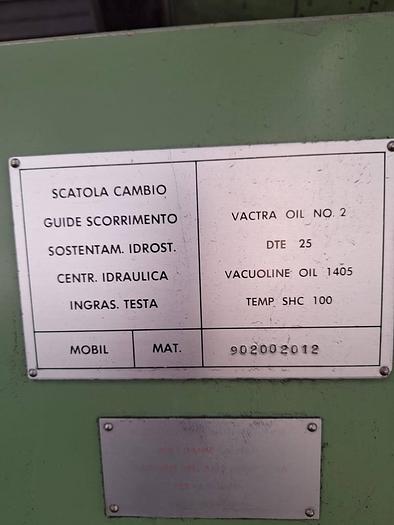 SCATOLA CAMBIO
GUIDE SCORRIMENTO
SOSTENTAM. IDROST.
CENTR. IDRAULICA
INGRAS. TESTA
VACTRA OIL NO. 2
DTE 25
VACUOLINE OIL 1405
TEMP SHC 100
MOBIL MAT. 902002012